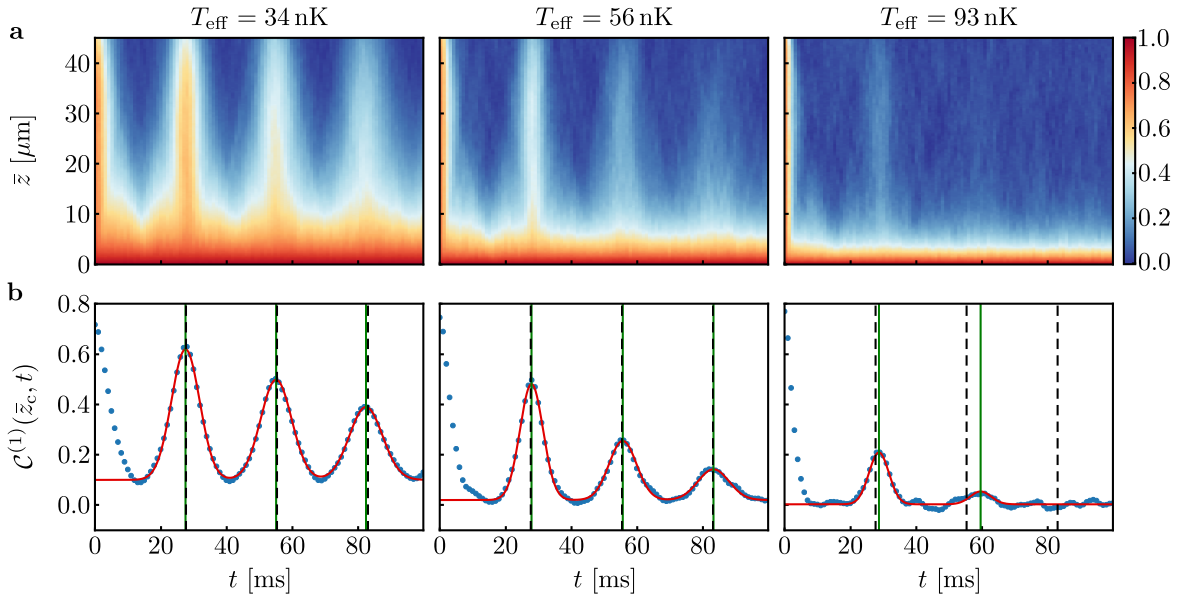 a
T_eff = 34 nK
T_eff = 56 nK
T_eff = 93 nK
z̄ [μm]
40
30
20
10
0
1.0
0.8
0.6
0.4
0.2
0.0
b
C^(1)(z̄_c, t)
0.8
0.6
0.4
0.2
0.0
0 20 40 60 80
0 20 40 60 80
0 20 40 60 80
t [ms]
t [ms]
t [ms]